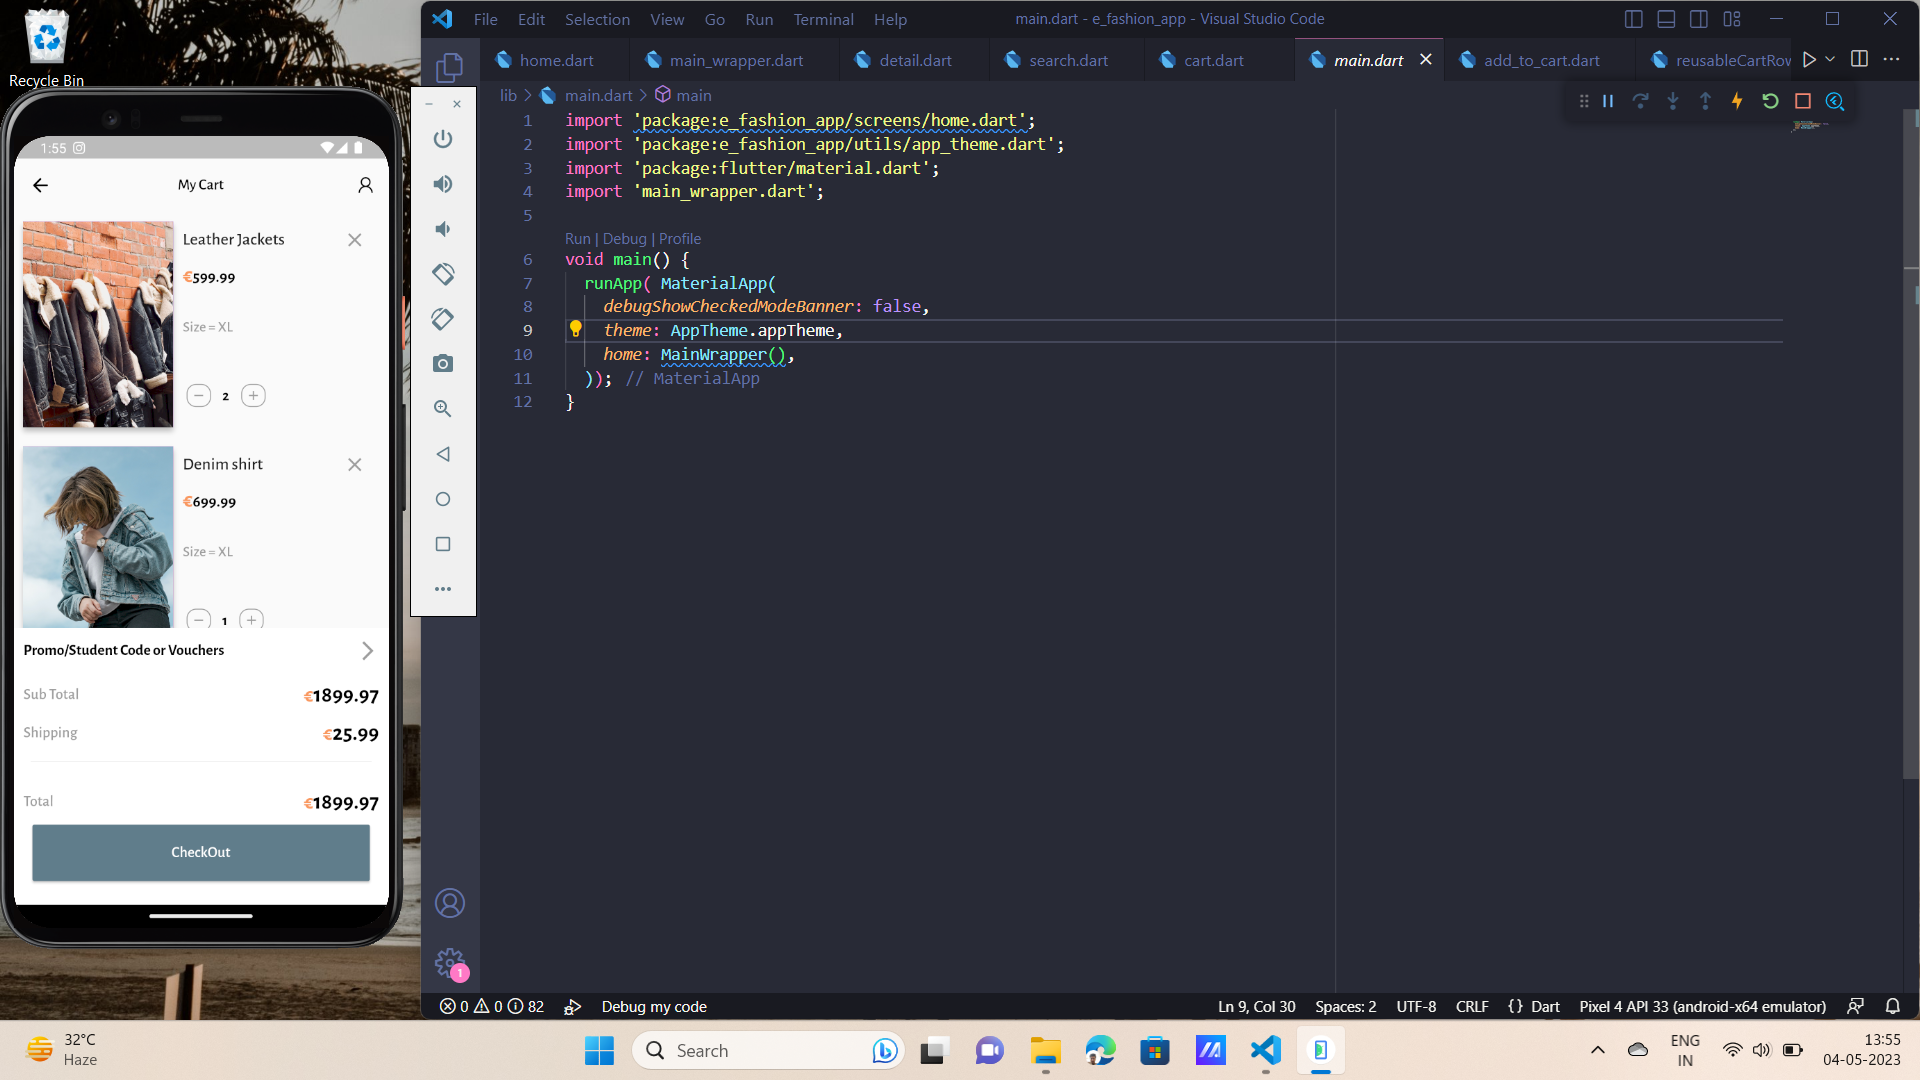 Recycle Bin
1:55
My Cart
Leather Jackets
€599.99
Size = XL
2
Denim shirt
€699.99
Size = XL
1
Promo/Student Code or Vouchers
Sub Total
€1899.97
Shipping
€25.99
Total
€1899.97
CheckOut
File Edit Selection View Go Run Terminal Help
main.dart - e_fashion_app - Visual Studio Code
home.dart main_wrapper.dart detail.dart search.dart cart.dart main.dart add_to_cart.dart reusableCartRow
lib > main.dart > main
1 import 'package:e_fashion_app/screens/home.dart';
2 import 'package:e_fashion_app/utils/app_theme.dart';
3 import 'package:flutter/material.dart';
4 import 'main_wrapper.dart';
5
Run | Debug | Profile
6 void main() {
7 runApp( MaterialApp(
8 debugShowCheckedModeBanner: false,
9 theme: AppTheme.appTheme,
10 home: MainWrapper(),
11 )); // MaterialApp
12 }
1
0 0 82 Debug my code
Ln 9, Col 30 Spaces: 2 UTF-8 CRLF {} Dart Pixel 4 API 33 (android-x64 emulator)
32°C
Haze
Search
ENG
IN
13:55
04-05-2023